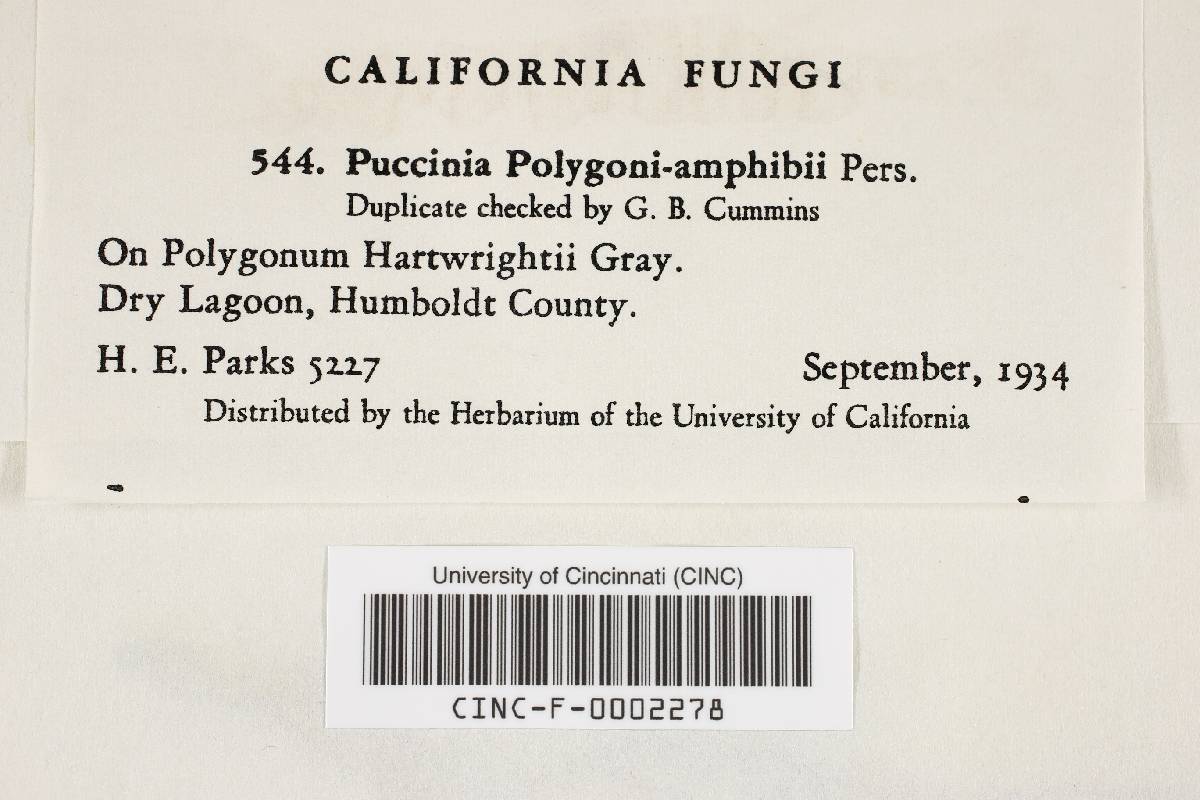 CALIFORNIA FUNGI
544. Puccinia Polygoni-amphibii Pers.
Duplicate checked by G. B. Cummins
On Polygonum Hartwrightii Gray.
Dry Lagoon, Humboldt County.
H. E. Parks 5227 September, 1934
Distributed by the Herbarium of the University of California
University of Cincinnati (CINC)
CINC-F-0002278